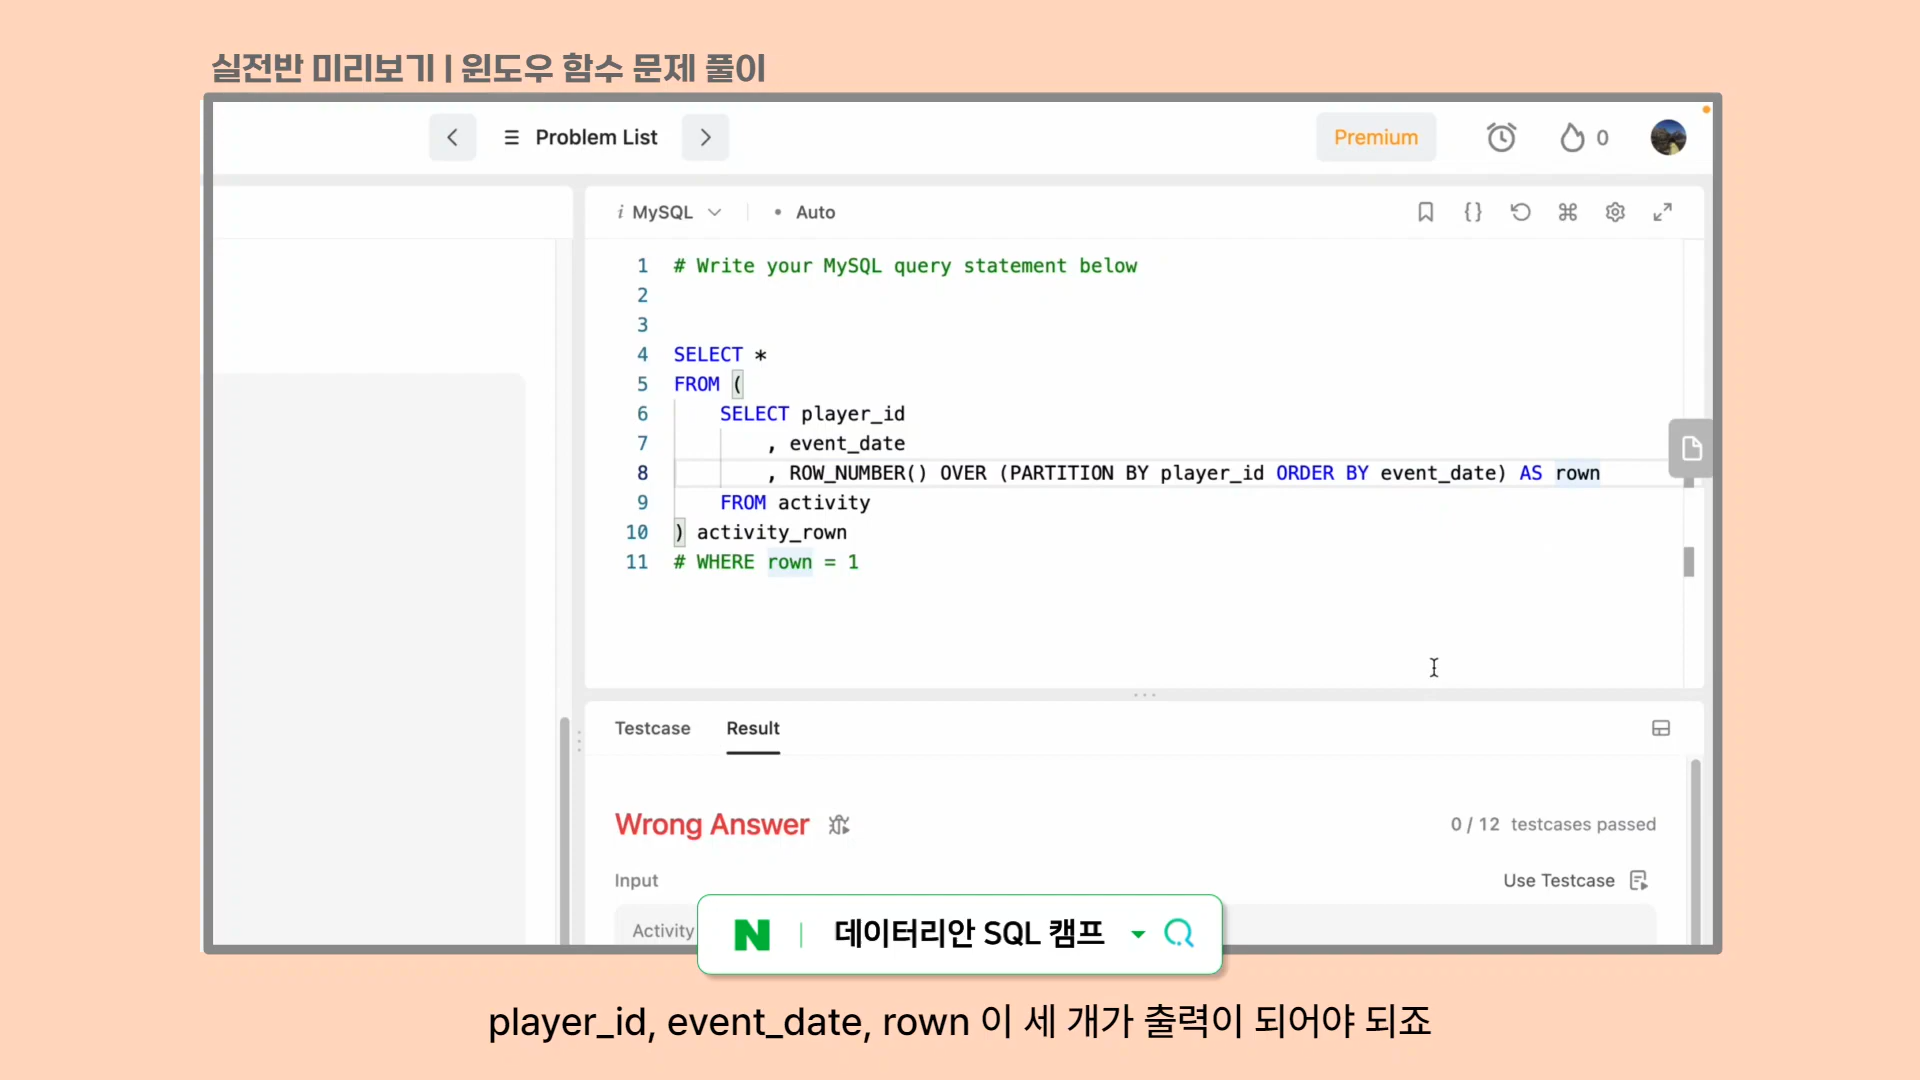 실전반 미리보기 | 윈도우 함수 문제 풀이
Problem List
Premium
0
i MySQL
• Auto
{}
1 # Write your MySQL query statement below
2
3
4 SELECT *
5 FROM (
6 SELECT player_id
7 , event_date
8 , ROW_NUMBER() OVER (PARTITION BY player_id ORDER BY event_date) AS rown
9 FROM activity
10 ) activity_rown
11 # WHERE rown = 1
Testcase
Result
Wrong Answer
0 / 12 testcases passed
Input
Use Testcase
Activity
N | 데이터리안 SQL 캠프
player_id, event_date, rown 이 세 개가 출력이 되어야 되죠